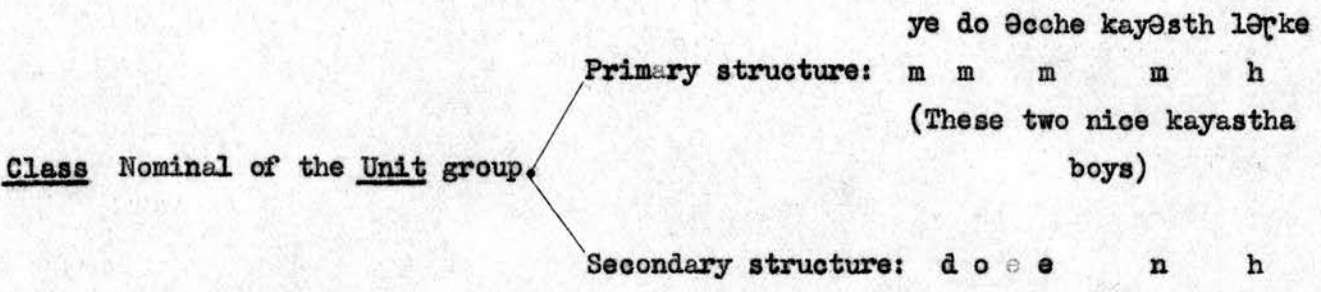 ye do əcche kayəsth ləṛke
Primary structure: m m m m h
(These two nice kayastha
Class Nominal of the Unit group.
boys)
Secondary structure: d o e e n h